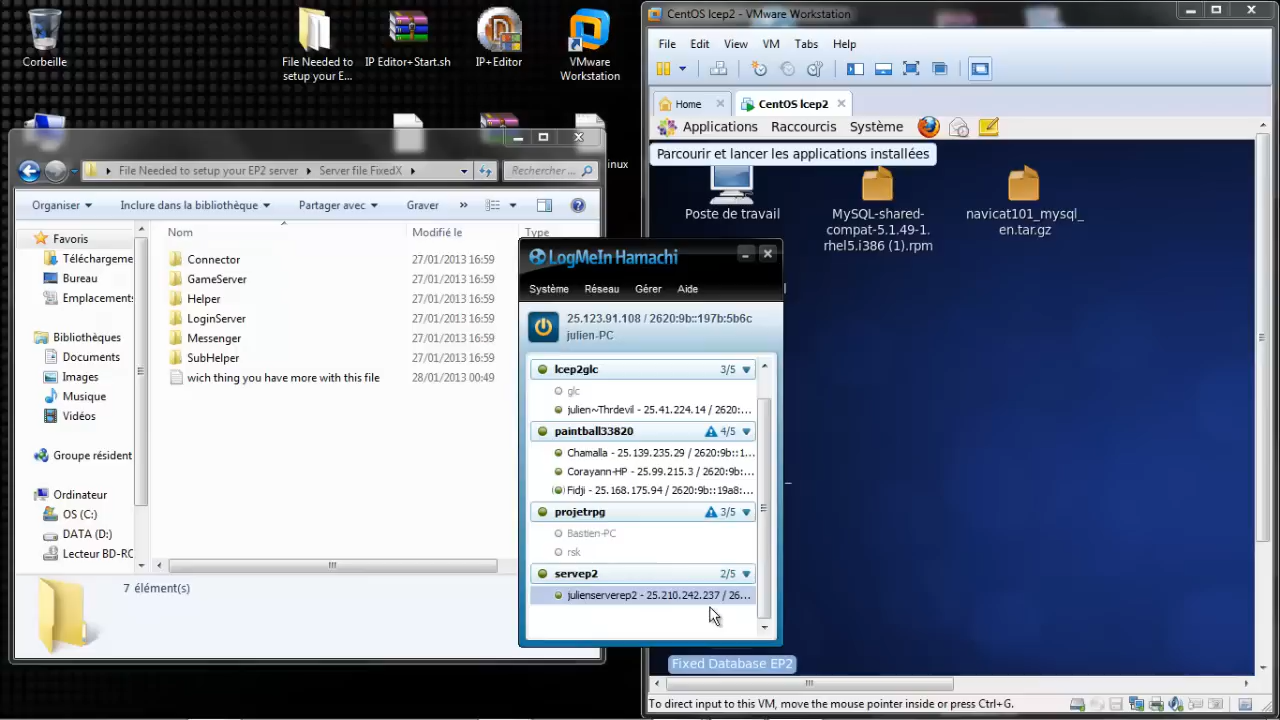 Corbeille
File Needed to
setup your E...
IP Editor+Start.sh
IP+Editor
VMware
Workstation
inux
File Needed to setup your EP2 server
Server file FixedX
Rechercher...
Organiser
Inclure dans la bibliothèque
Partager avec
Graver
»
Favoris
Téléchargeme
Bureau
Emplacements
Bibliothèques
Documents
Images
Musique
Vidéos
Groupe résident
Ordinateur
OS (C:)
DATA (D:)
Lecteur BD-RO
Nom
Modifié le
Type
Connector
27/01/2013 16:59
GameServer
27/01/2013 16:59
Helper
27/01/2013 16:59
LoginServer
27/01/2013 16:59
Messenger
27/01/2013 16:59
SubHelper
27/01/2013 16:59
wich thing you have more with this file
28/01/2013 00:49
7 élément(s)
LogMeIn Hamachi
Système
Réseau
Gérer
Aide
25.123.91.108 / 2620:9b::197b:5b6c
julien-PC
lcep2glc
3/5
glc
julien~Thrdevil - 25.41.224.14 / 2620:...
paintball33820
4/5
Chamalla - 25.139.235.29 / 2620:9b::1...
Corayann-HP - 25.99.215.3 / 2620:9b:...
Fidji - 25.168.175.94 / 2620:9b::19a8:...
projetrpg
3/5
Bastien-PC
rsk
servep2
2/5
julienserverep2 - 25.210.242.237 / 26...
CentOS lcep2 - VMware Workstation
File
Edit
View
VM
Tabs
Help
Home
CentOS lcep2
Applications
Raccourcis
Système
Parcourir et lancer les applications installées
Poste de travail
MySQL-shared-
compat-5.1.49-1.
rhel5.i386 (1).rpm
navicat101_mysql_
en.tar.gz
Fixed Database EP2
To direct input to this VM, move the mouse pointer inside or press Ctrl+G.